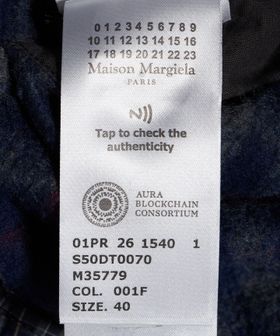 0 1 2 3 4 5 6 7 8 9
10 11 12 13 14 15 16
17 18 19 20 21 22 23
Maison Margiela
PARIS
Tap to check the
authenticity
AURA
BLOCKCHAIN
CONSORTIUM
01PR 26 1540 1
S50DT0070
M35779
COL. 001F
SIZE. 40